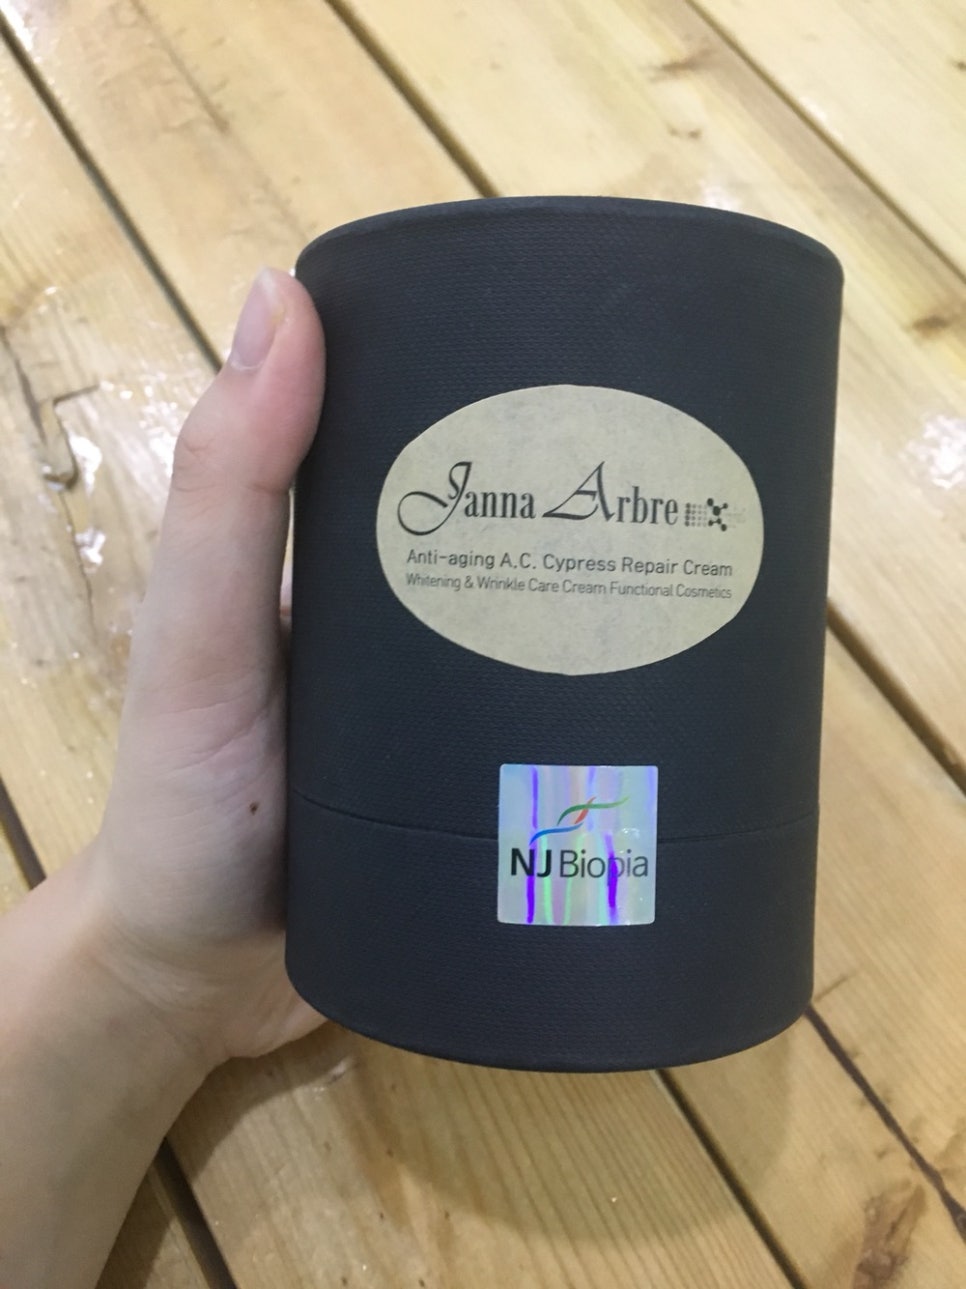 Janna Arbre
Anti-aging A.C. Cypress Repair Cream
Whitening & Wrinkle Care Cream Functional Cosmetics
NJ Biopia